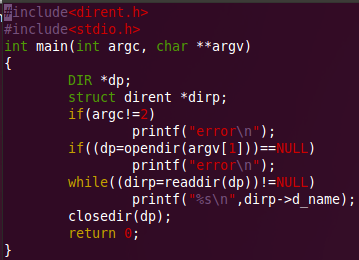 #include<dirent.h>
#include<stdio.h>
int main(int argc, char **argv)
{
        DIR *dp;
        struct dirent *dirp;
        if(argc!=2)
                printf("error\n");
        if((dp=opendir(argv[1]))==NULL)
                printf("error\n");
        while((dirp=readdir(dp))!=NULL)
                printf("%s\n",dirp->d_name);
        closedir(dp);
        return 0;
}